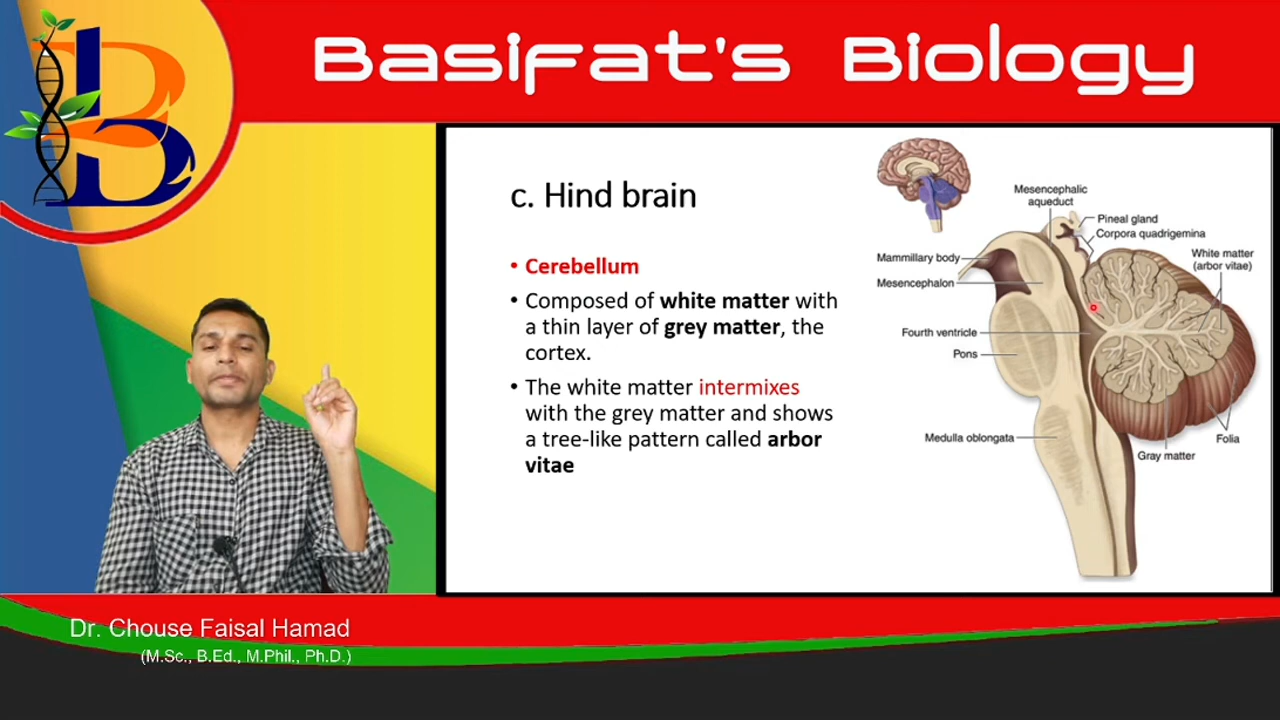 Basifat's Biology
c. Hind brain
• Cerebellum
• Composed of white matter with
a thin layer of grey matter, the
cortex.
• The white matter intermixes
with the grey matter and shows
a tree-like pattern called arbor
vitae
Mesencephalic
aqueduct
Pineal gland
Corpora quadrigemina
White matter
(arbor vitae)
Mammillary body
Mesencephalon
Fourth ventricle
Pons
Medulla oblongata
Folia
Gray matter
Dr. Chouse Faisal Hamad
(M.Sc., B.Ed., M.Phil., Ph.D.)